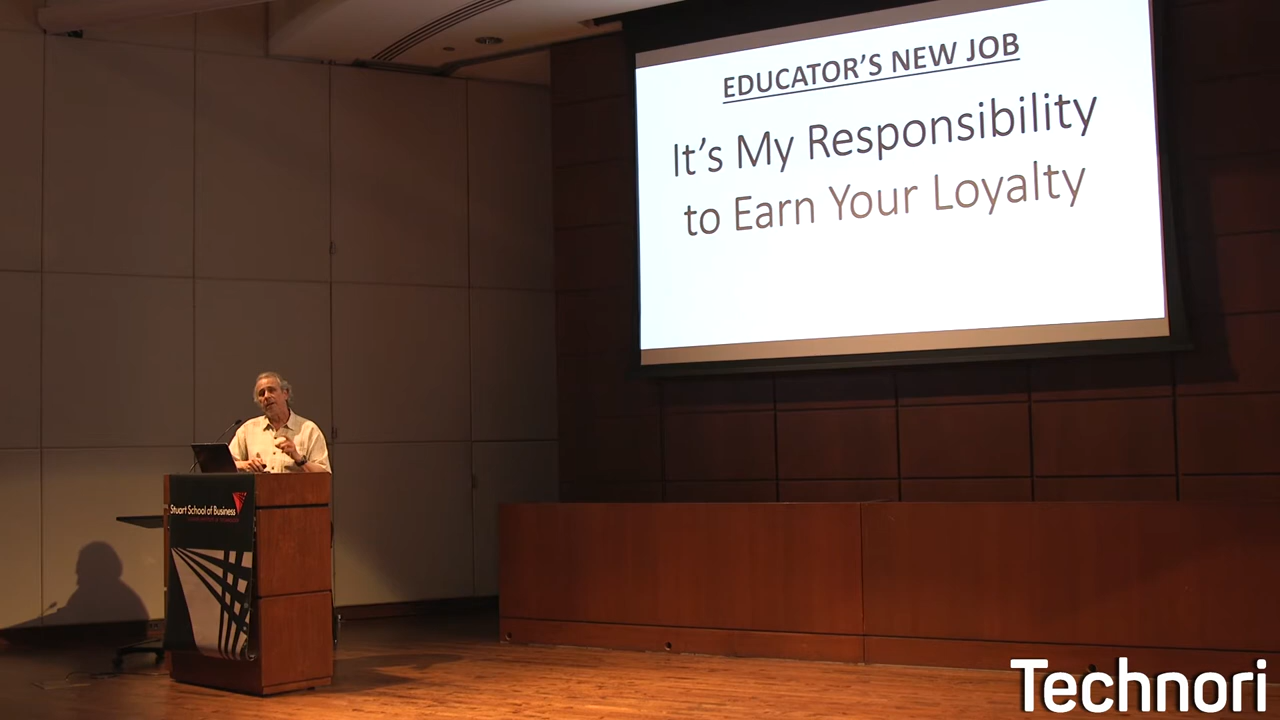 EDUCATOR'S NEW JOB
It's My Responsibility
to Earn Your Loyalty
Stuart School of Business
Technori